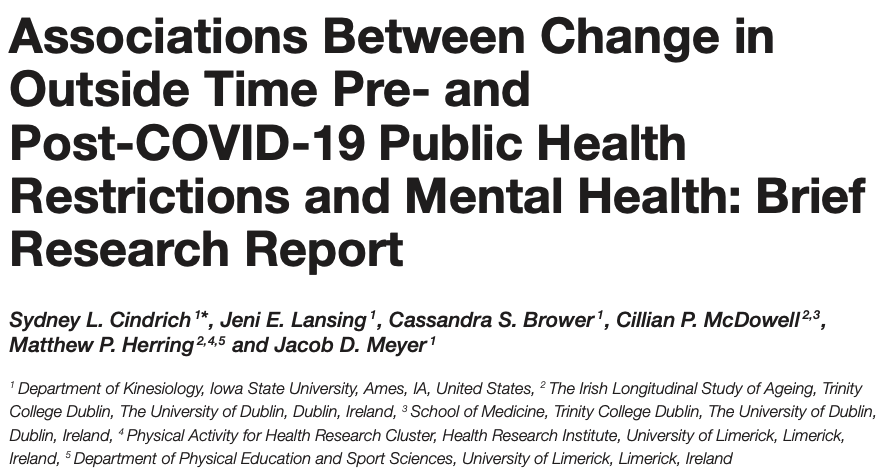 Associations Between Change in
Outside Time Pre- and
Post-COVID-19 Public Health
Restrictions and Mental Health: Brief
Research Report
Sydney L. Cindrich 1*, Jeni E. Lansing 1, Cassandra S. Brower 1, Cillian P. McDowell 2,3,
Matthew P. Herring 2,4,5 and Jacob D. Meyer 1
1 Department of Kinesiology, Iowa State University, Ames, IA, United States, 2 The Irish Longitudinal Study of Ageing, Trinity
College Dublin, The University of Dublin, Dublin, Ireland, 3 School of Medicine, Trinity College Dublin, The University of Dublin,
Dublin, Ireland, 4 Physical Activity for Health Research Cluster, Health Research Institute, University of Limerick, Limerick,
Ireland, 5 Department of Physical Education and Sport Sciences, University of Limerick, Limerick, Ireland